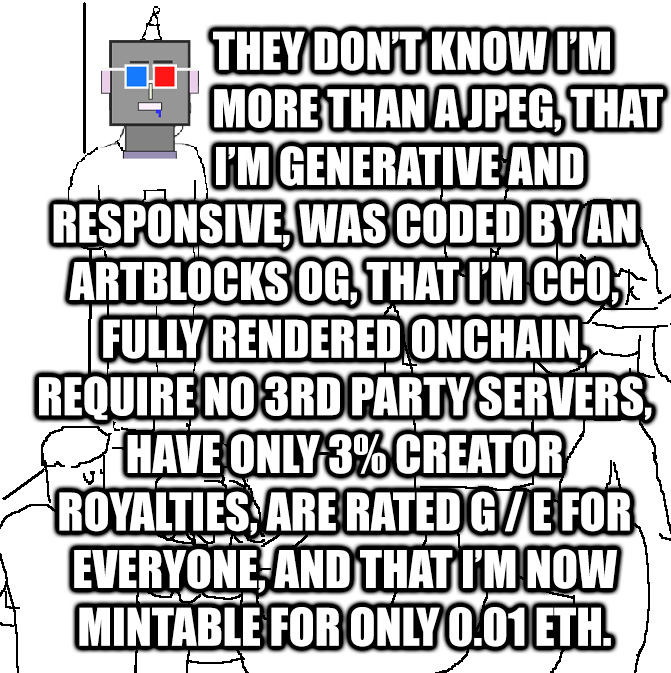 THEY DON'T KNOW I'M
MORE THAN A JPEG, THAT
I'M GENERATIVE AND
RESPONSIVE, WAS CODED BY AN
ARTBLOCKS OG, THAT I'M CC0,
FULLY RENDERED ONCHAIN,
REQUIRE NO 3RD PARTY SERVERS,
HAVE ONLY 3% CREATOR
ROYALTIES, ARE RATED G / E FOR
EVERYONE, AND THAT I'M NOW
MINTABLE FOR ONLY 0.01 ETH.